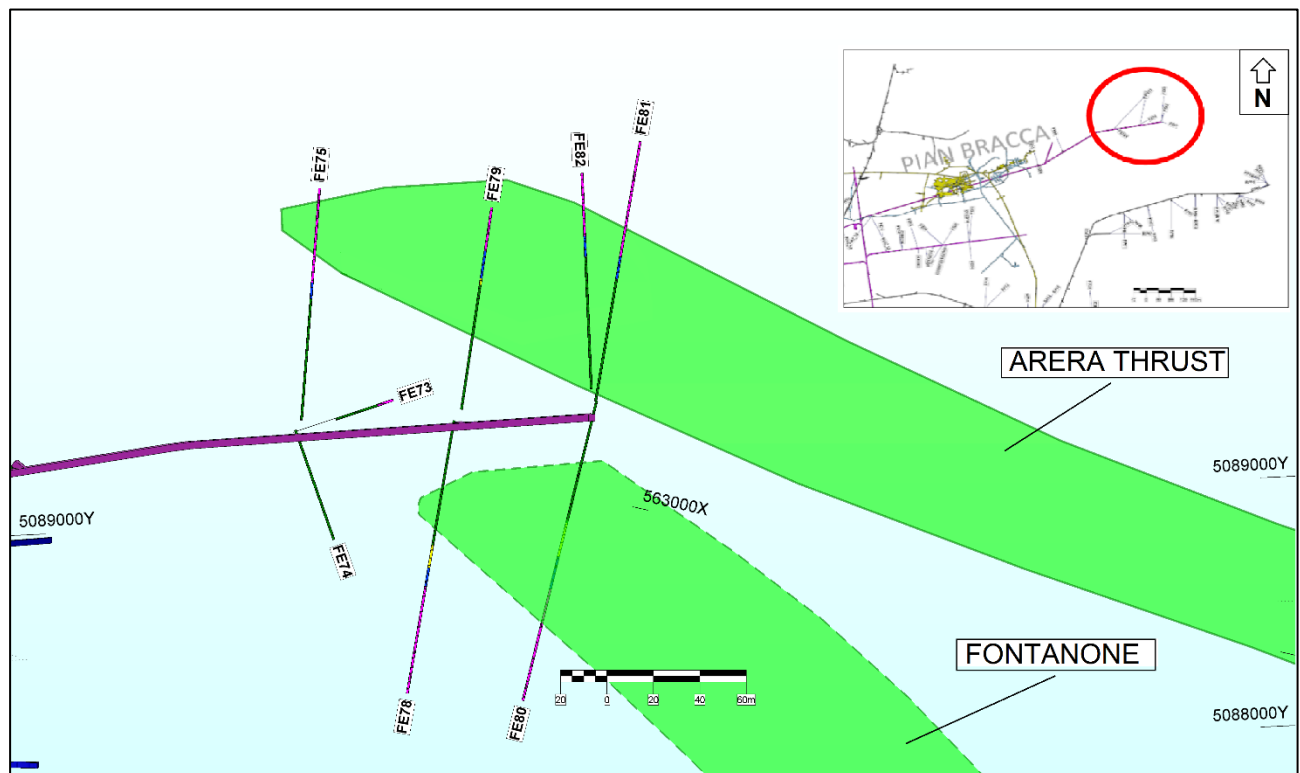 PIAN BRACCA
N
FE81
FE82
FE75
FE79
ARERA THRUST
FE73
563000X
5089000Y
5089000Y
FE74
FONTANONE
FE78
FE80
20 0 20 40 60m
5088000Y